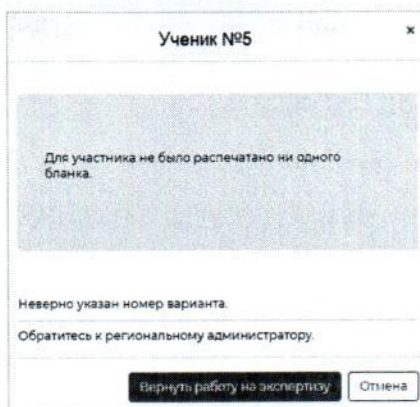 Ученик №5
×
Для участника не было распечатано ни одного
бланка.
Неверно указан номер варианта.
Обратитесь к региональному администратору.
Вернуть работу на экспертизу
Отмена